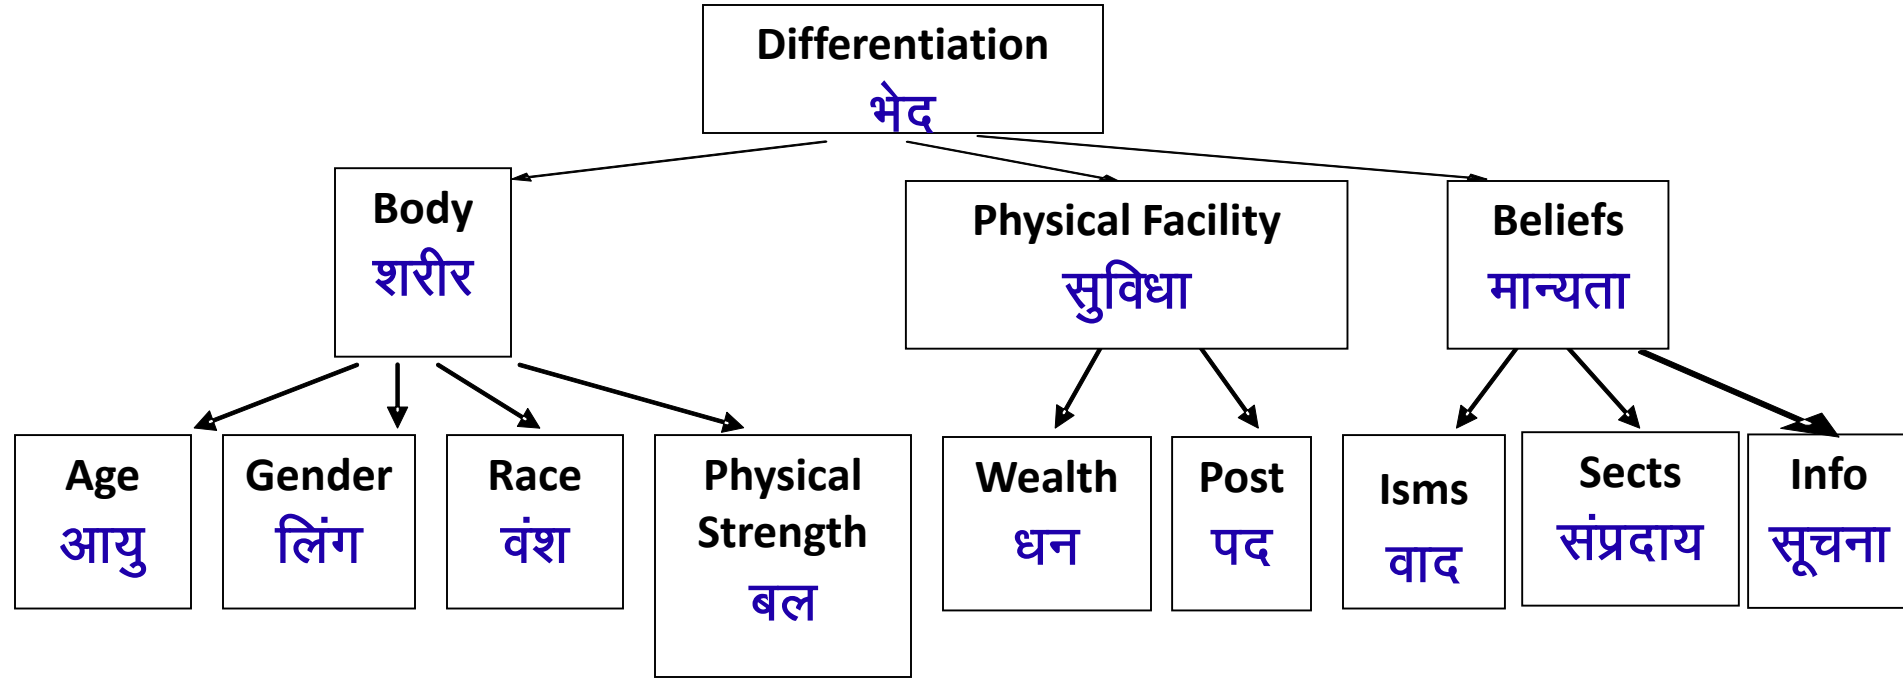 Differentiation
भेद
Body
शरीर
Physical Facility
सुविधा
Beliefs
मान्यता
Age
आयु
Gender
लिंग
Race
वंश
Physical
Strength
बल
Wealth
धन
Post
पद
Isms
वाद
Sects
संप्रदाय
Info
सूचना